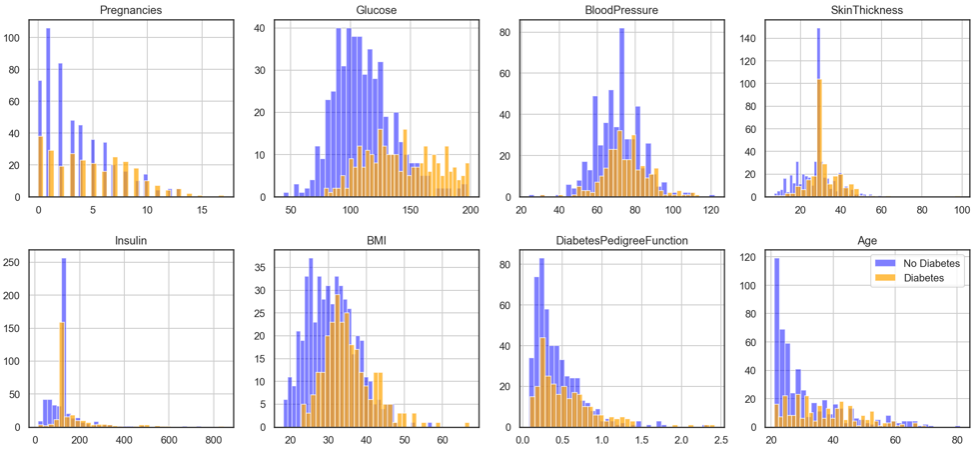 Pregnancies
100
80
60
40
20
0
0 5 10 15
Glucose
40
30
20
10
0
50 100 150 200
BloodPressure
80
60
40
20
0
20 40 60 80 100 120
SkinThickness
140
120
100
80
60
40
20
0
20 40 60 80 100
Insulin
250
200
150
100
50
0
0 200 400 600 800
BMI
35
30
25
20
15
10
5
0
20 30 40 50 60
DiabetesPedigreeFunction
80
60
40
20
0
0.0 0.5 1.0 1.5 2.0 2.5
Age
No Diabetes
Diabetes
120
100
80
60
40
20
0
20 40 60 80